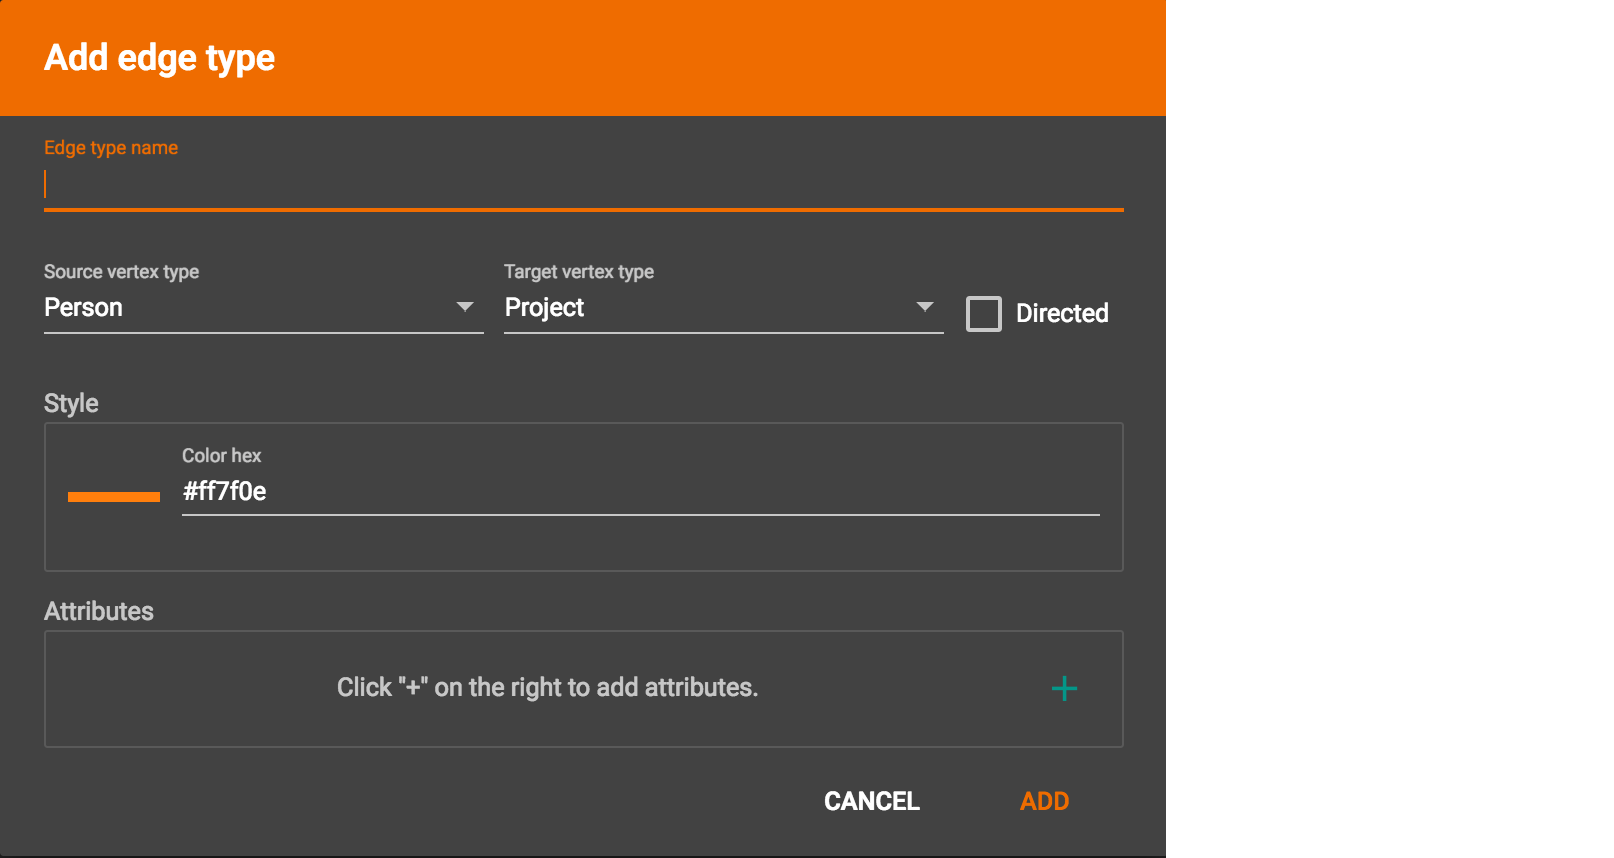 Add edge type
Edge type name
Source vertex type
Target vertex type
Person
Project
Directed
Style
Color hex
#ff7f0e
Attributes
Click "+" on the right to add attributes.
CANCEL
ADD